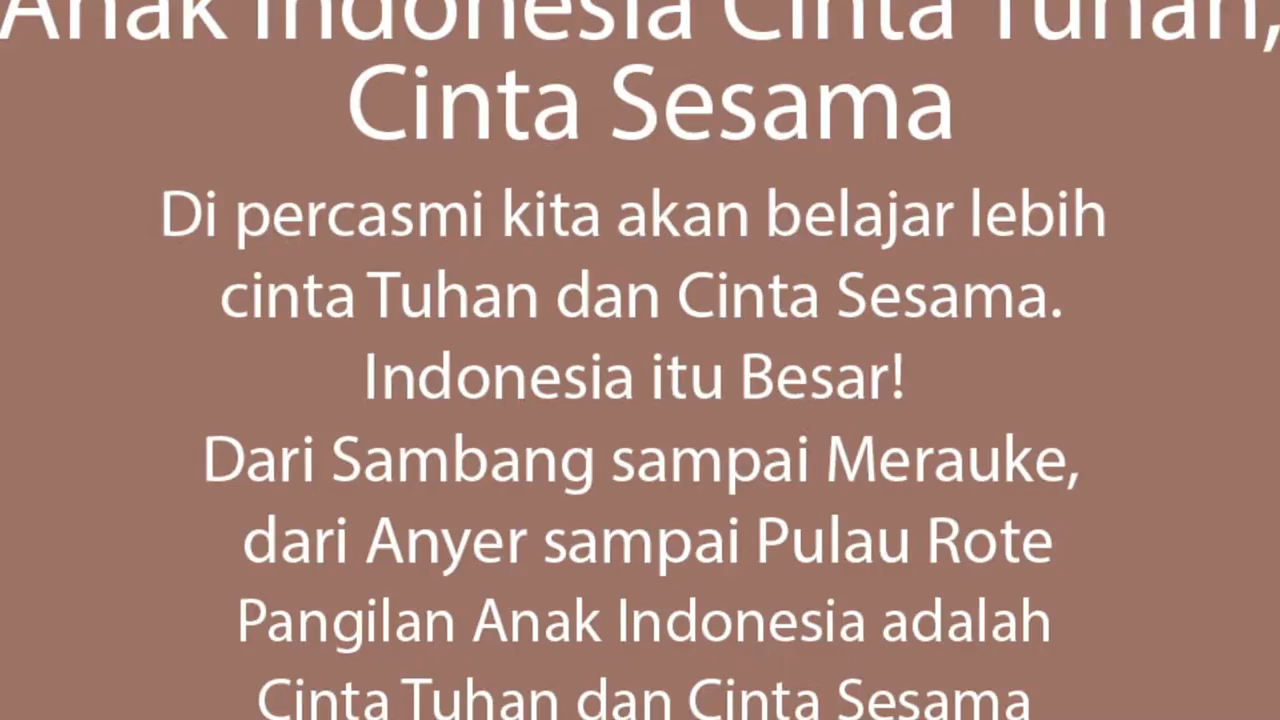 Anak Indonesia Cinta Tuhan,
Cinta Sesama
Di percasmi kita akan belajar lebih
cinta Tuhan dan Cinta Sesama.
Indonesia itu Besar!
Dari Sambang sampai Merauke,
dari Anyer sampai Pulau Rote
Pangilan Anak Indonesia adalah
Cinta Tuhan dan Cinta Sesama